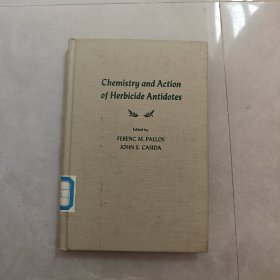 Chemistry and Action
of Herbicide Antidotes
Edited by
FERENC M. PALLOS
JOHN E. CASIDA